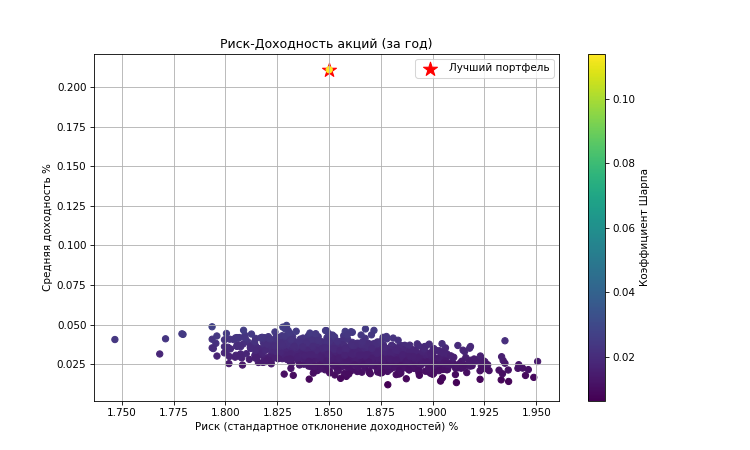 Риск-Доходность акций (за год)
Лучший портфель
0.200
0.175
0.150
0.125
0.100
0.075
0.050
0.025
Средняя доходность %
1.750 1.775 1.800 1.825 1.850 1.875 1.900 1.925 1.950
Риск (стандартное отклонение доходностей) %
0.10
0.08
0.06
0.04
0.02
Коэффициент Шарпа